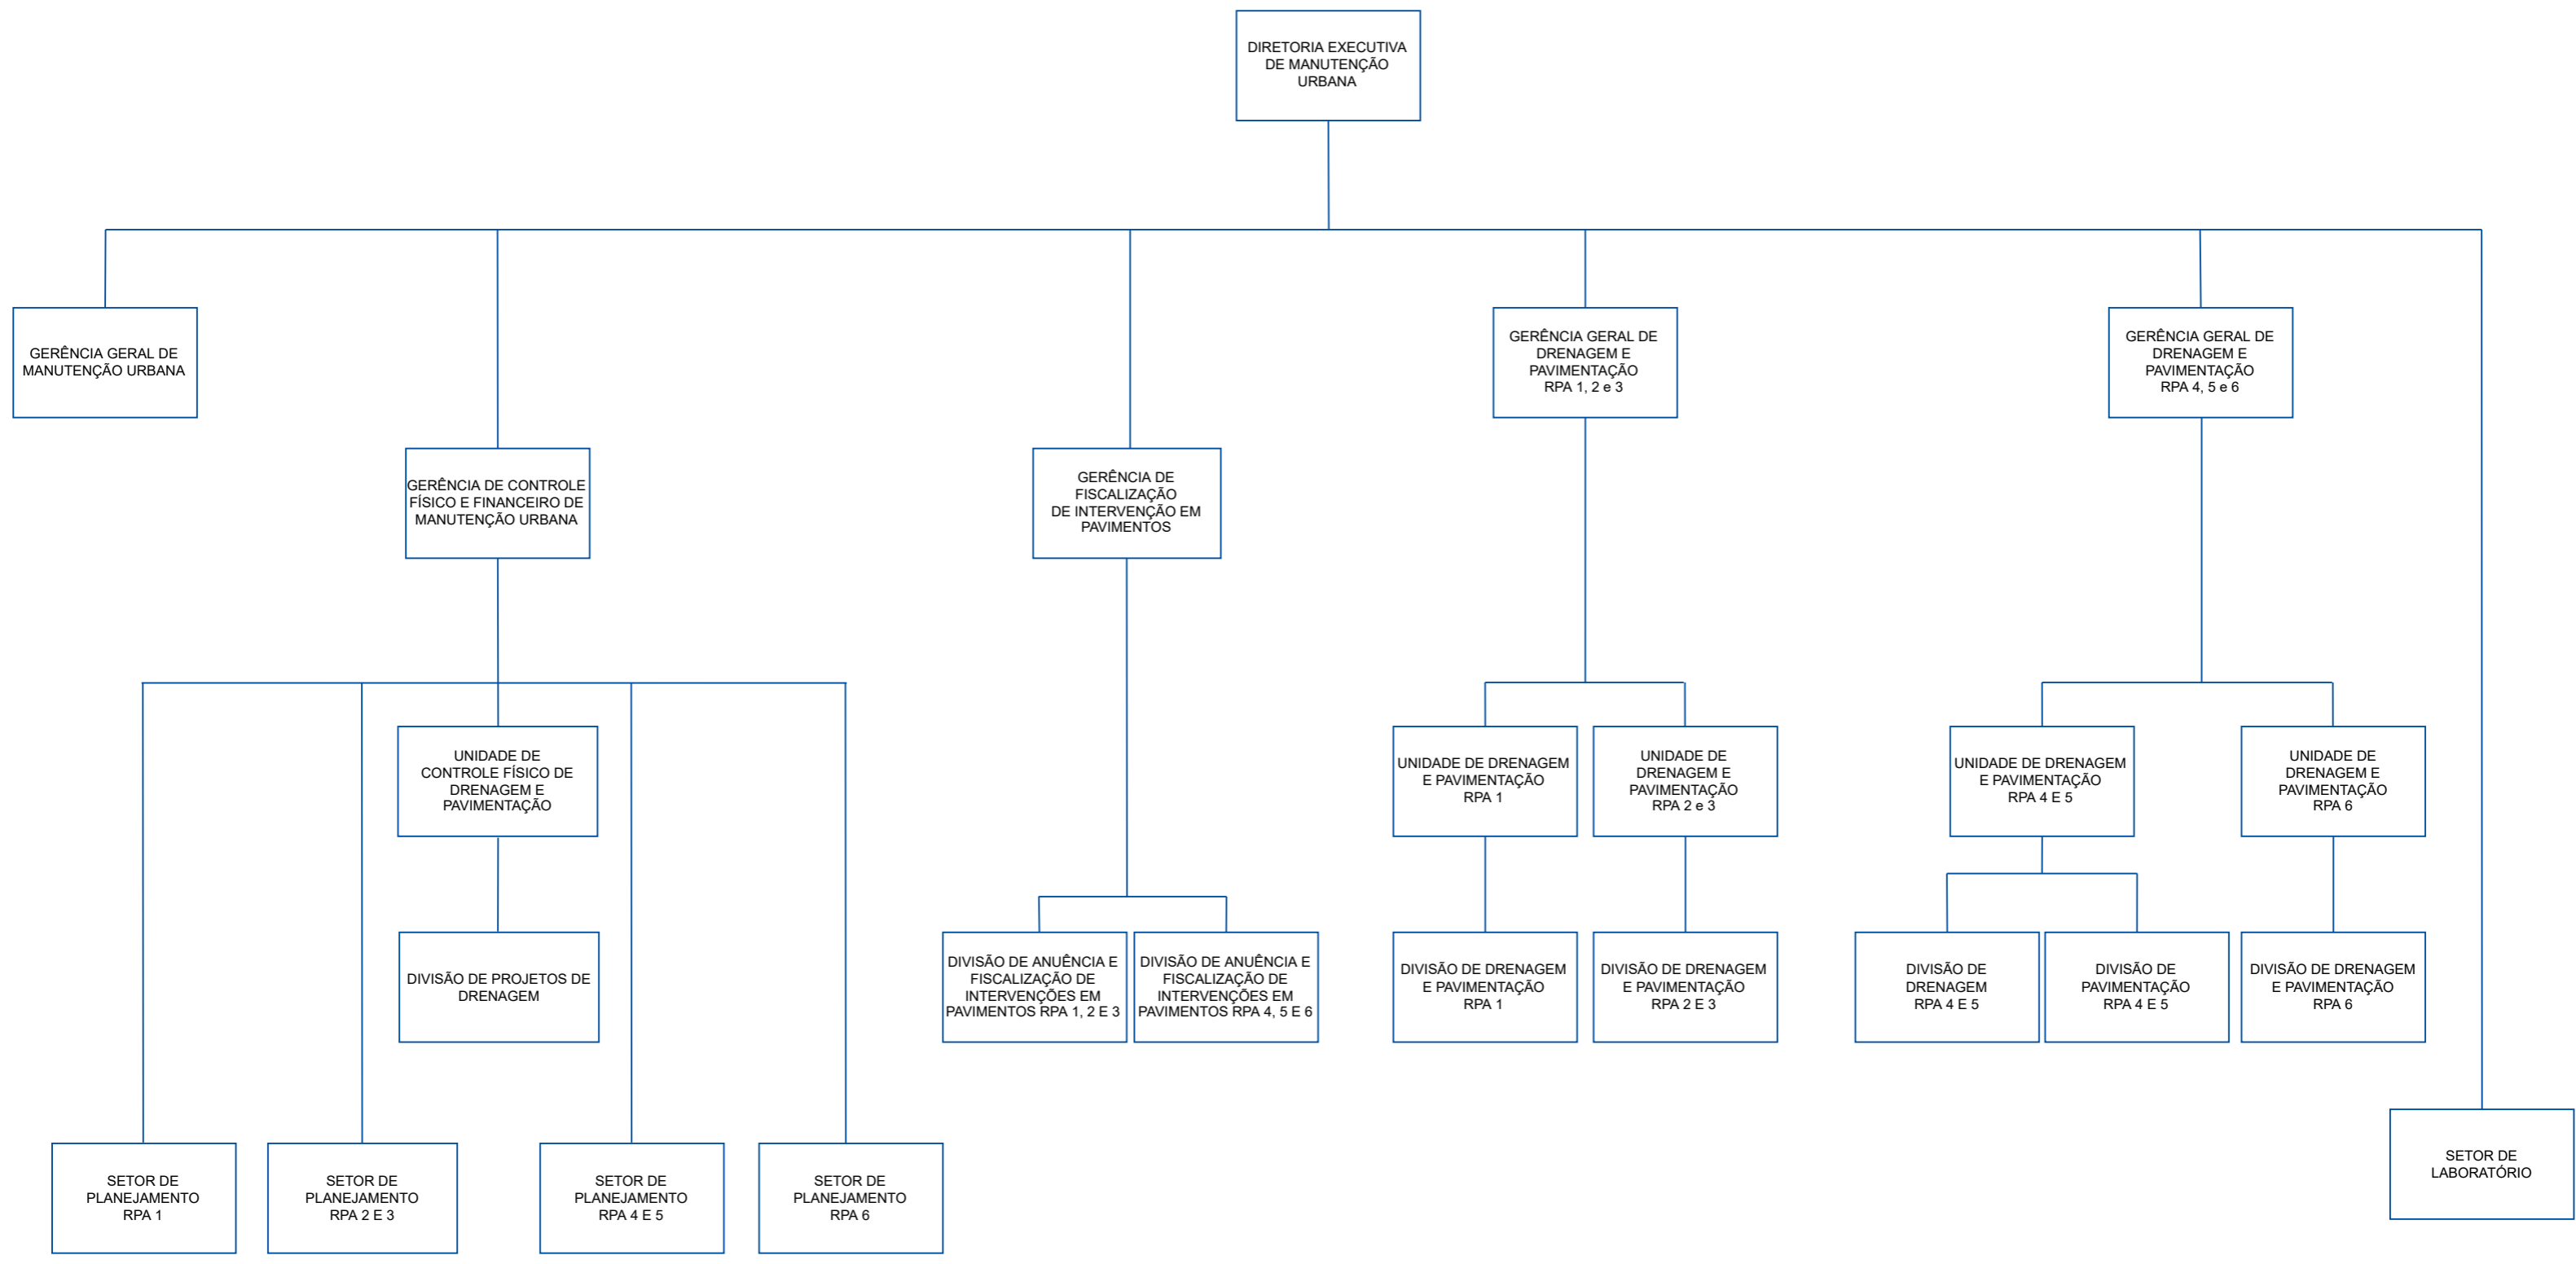 DIRETORIA EXECUTIVA
DE MANUTENÇÃO
URBANA
GERÊNCIA GERAL DE
MANUTENÇÃO URBANA
GERÊNCIA GERAL DE
DRENAGEM E
PAVIMENTAÇÃO
RPA 1, 2 e 3
GERÊNCIA GERAL DE
DRENAGEM E
PAVIMENTAÇÃO
RPA 4, 5 e 6
GERÊNCIA DE CONTROLE
FÍSICO E FINANCEIRO DE
MANUTENÇÃO URBANA
GERÊNCIA DE
FISCALIZAÇÃO
DE INTERVENÇÃO EM
PAVIMENTOS
UNIDADE DE
CONTROLE FÍSICO DE
DRENAGEM E
PAVIMENTAÇÃO
UNIDADE DE DRENAGEM
E PAVIMENTAÇÃO
RPA 1
UNIDADE DE
DRENAGEM E
PAVIMENTAÇÃO
RPA 2 e 3
UNIDADE DE DRENAGEM
E PAVIMENTAÇÃO
RPA 4 E 5
UNIDADE DE
DRENAGEM E
PAVIMENTAÇÃO
RPA 6
DIVISÃO DE PROJETOS DE
DRENAGEM
DIVISÃO DE ANUÊNCIA E
FISCALIZAÇÃO DE
INTERVENÇÕES EM
PAVIMENTOS RPA 1, 2 E 3
DIVISÃO DE ANUÊNCIA E
FISCALIZAÇÃO DE
INTERVENÇÕES EM
PAVIMENTOS RPA 4, 5 E 6
DIVISÃO DE DRENAGEM
E PAVIMENTAÇÃO
RPA 1
DIVISÃO DE DRENAGEM
E PAVIMENTAÇÃO
RPA 2 E 3
DIVISÃO DE
DRENAGEM
RPA 4 E 5
DIVISÃO DE
PAVIMENTAÇÃO
RPA 4 E 5
DIVISÃO DE DRENAGEM
E PAVIMENTAÇÃO
RPA 6
SETOR DE
PLANEJAMENTO
RPA 1
SETOR DE
PLANEJAMENTO
RPA 2 E 3
SETOR DE
PLANEJAMENTO
RPA 4 E 5
SETOR DE
PLANEJAMENTO
RPA 6
SETOR DE
LABORATÓRIO